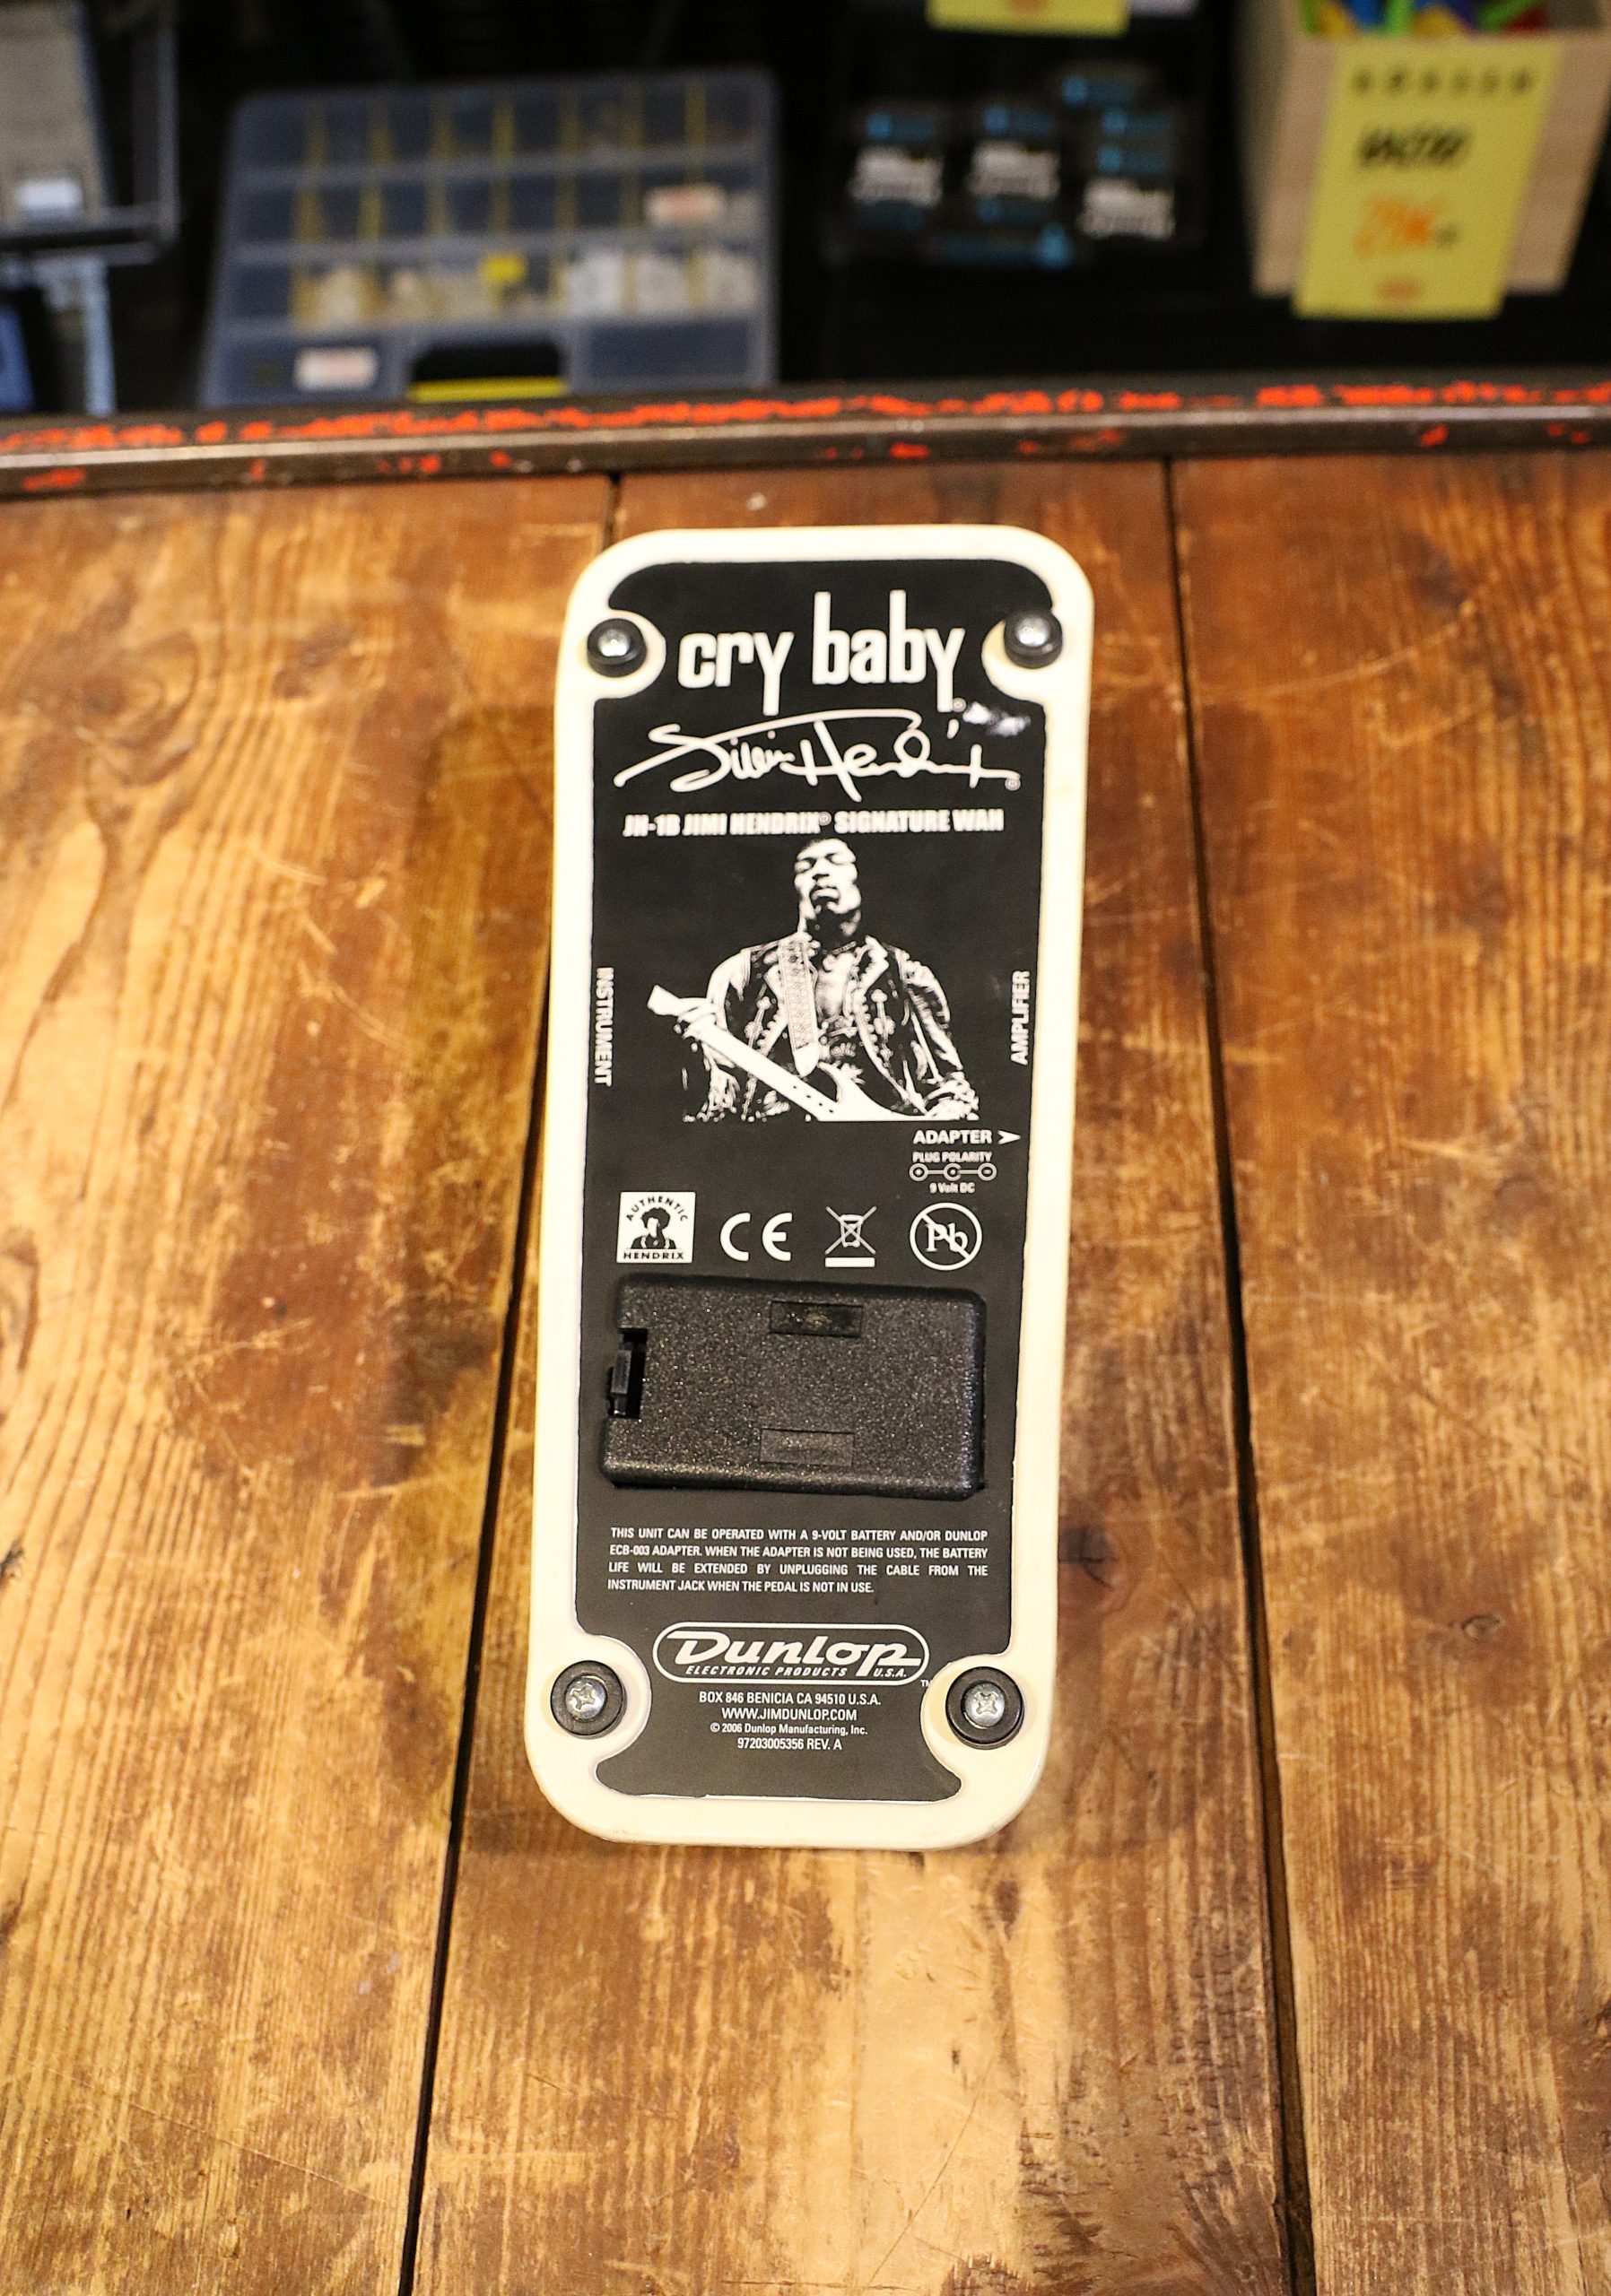 cry baby®
Jimi Hendrix©
JH-1B JIMI HENDRIX® SIGNATURE WAH
INSTRUMENT
AMPLIFIER
ADAPTER
PLUG POLARITY
9 Volt DC
AUTHENTIC
HENDRIX
CE
Pb
THIS UNIT CAN BE OPERATED WITH A 9-VOLT BATTERY AND/OR DUNLOP
ECB-003 ADAPTER. WHEN THE ADAPTER IS NOT BEING USED, THE BATTERY
LIFE WILL BE EXTENDED BY UNPLUGGING THE CABLE FROM THE
INSTRUMENT JACK WHEN THE PEDAL IS NOT IN USE.
Dunlop
ELECTRONIC PRODUCTS U.S.A.™
BOX 846 BENICIA CA 94510 U.S.A.
WWW.JIMDUNLOP.COM
© 2006 Dunlop Manufacturing, Inc.
97203005356 REV. A